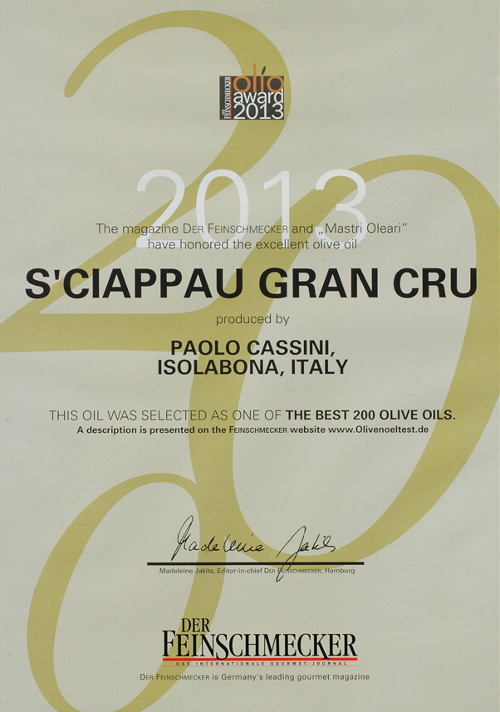 DER FEINSCHMECKER
olio
award
2013
2013
The magazine DER FEINSCHMECKER and „Mastri Oleari“
have honored the excellent olive oil
S'CIAPPAU GRAN CRU
produced by
PAOLO CASSINI,
ISOLABONA, ITALY
THIS OIL WAS SELECTED AS ONE OF THE BEST 200 OLIVE OILS.
A description is presented on the FEINSCHMECKER website www.Olivenoeltest.de
Madeleine Jakits
Madeleine Jakits, Editor-in-chief DER FEINSCHMECKER, Hamburg
DER
FEINSCHMECKER
DAS INTERNATIONALE GOURMET-JOURNAL
DER FEINSCHMECKER is Germany's leading gourmet magazine
200